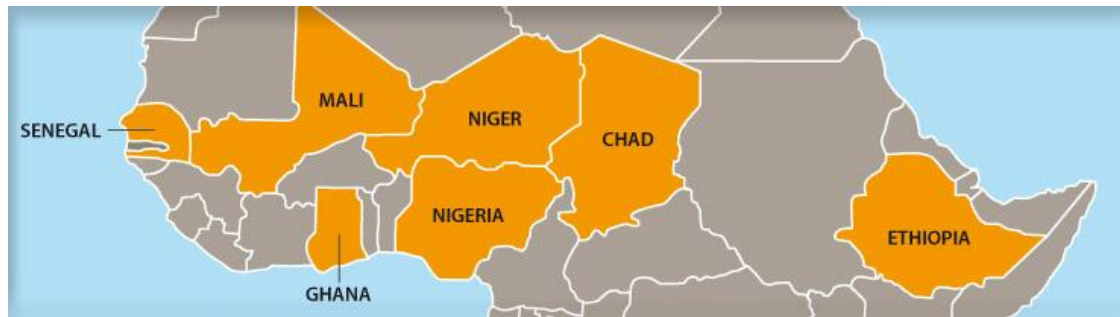 MALI
NIGER
SENEGAL
CHAD
NIGERIA
ETHIOPIA
GHANA